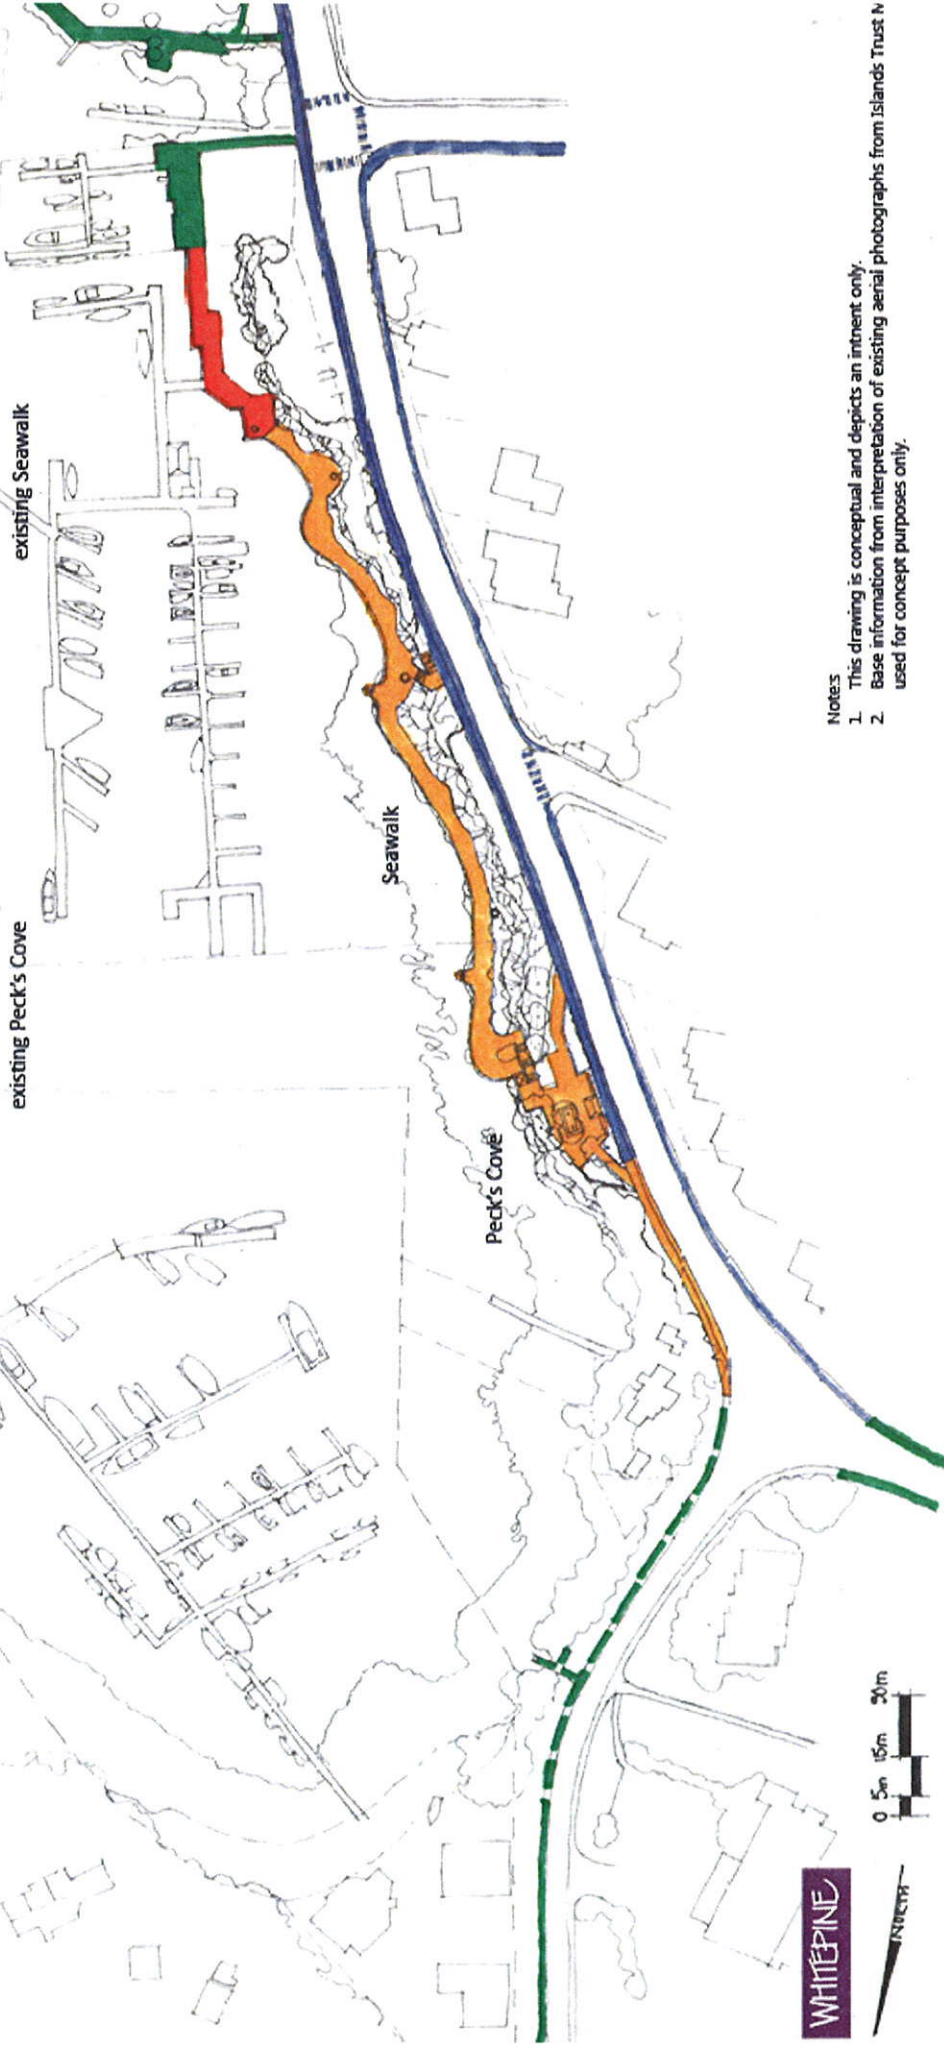 existing Peck's Cove
existing Seawalk
Seawalk
Peck's Cove
Notes
1. This drawing is conceptual and depicts an intnent only.
2. Base information from interpretation of existing aerial photographs from Islands Trust
used for concept purposes only.
WHITEPINE
NORTH
0 5m 15m 30m